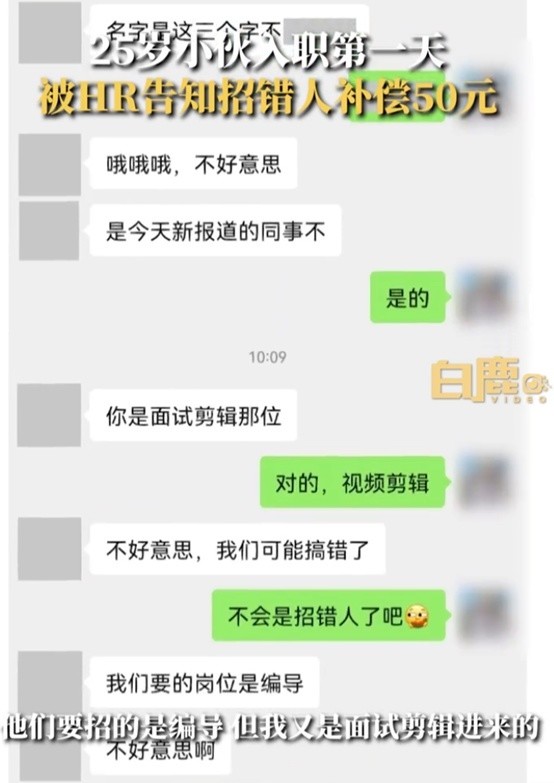 名字是这三个字不
25岁小伙入职第一天
被HR告知招错人补偿50元
哦哦哦，不好意思
是今天新报道的同事不
是的
10:09
白鹿
VIDEO
你是面试剪辑那位
对的，视频剪辑
不好意思，我们可能搞错了
不会是招错人了吧
我们要的岗位是编导
他们要招的是编导 但我又是面试剪辑进来的
不好意思啊